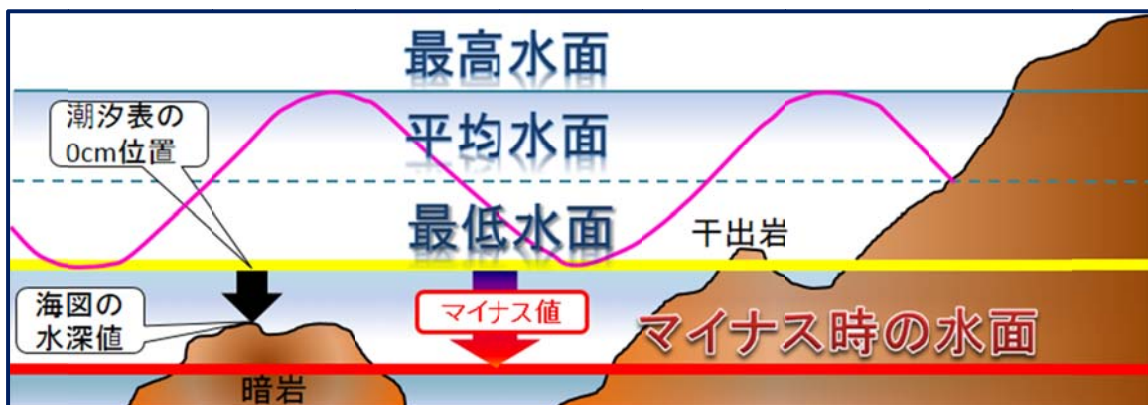 最高水面
潮汐表の
0cm位置
平均水面
最低水面
干出岩
海図の
水深値
マイナス値
マイナス時の水面
暗岩